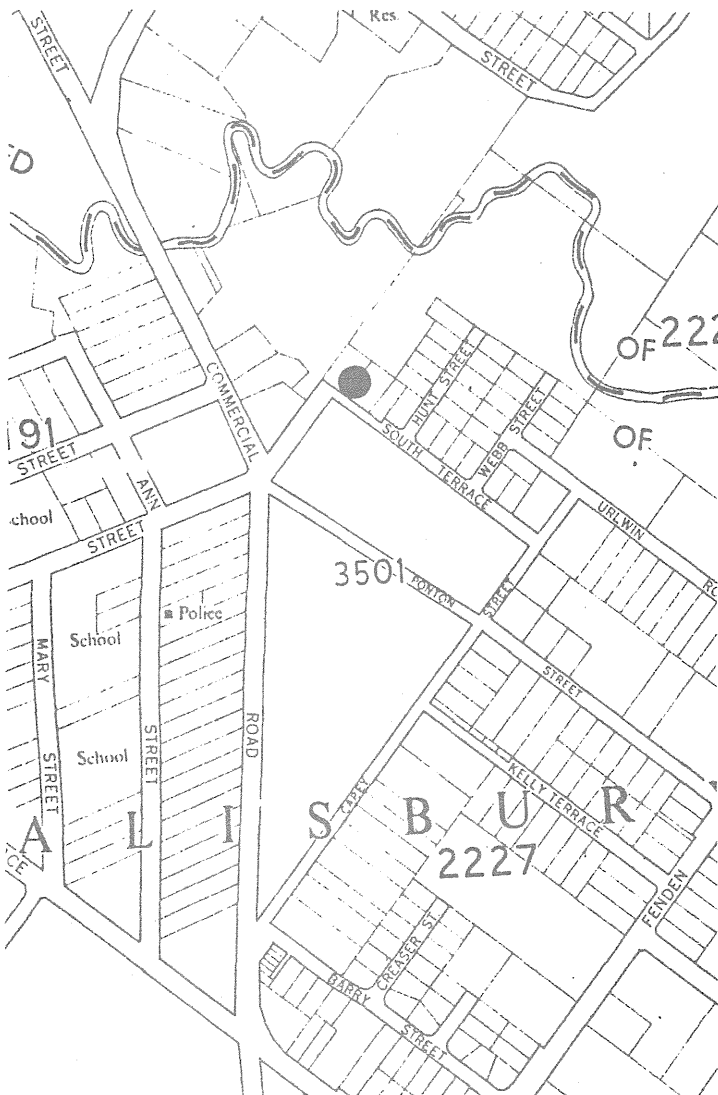 Res.
STREET
STREET
OF 222
OF
COMMERCIAL
HUNT STREET
WEBB STREET
SOUTH TERRACE
191
STREET
ANN
chool
STREET
URLWIN
RO
3501
PONTON
STREET
Police
School
MARY
STREET
STREET
ROAD
STREET
School
CAPEY
KELLY TERRACE
A L I S B U R
2227
FENDEN
CREASER ST
BARRY
STREET